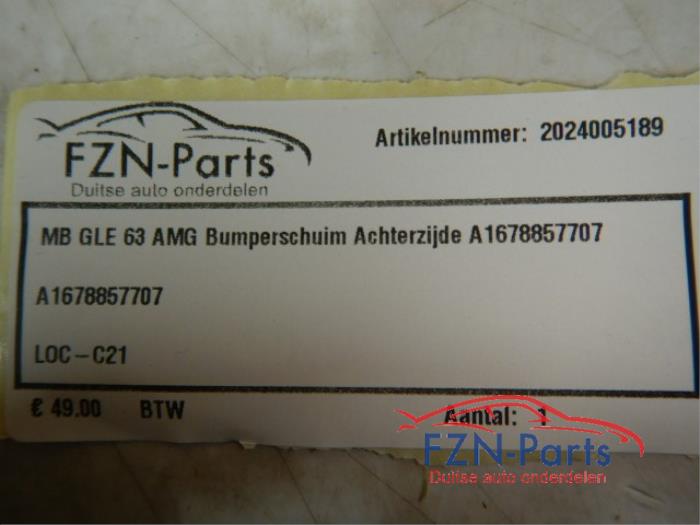 FZN-Parts
Duitse auto onderdelen
Artikelnummer: 2024005189
MB GLE 63 AMG Bumperschuim Achterzijde A1678857707
A1678857707
LOC-C21
€ 49.00 BTW
Aantal: 1
FZN-Parts
Duitse auto onderdelen